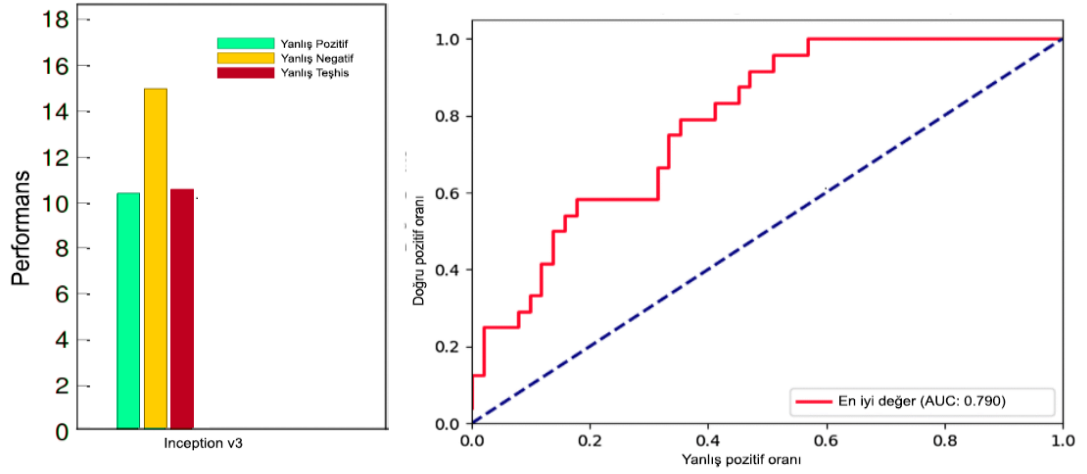 18
16
14
12
10
8
6
4
2
0
Performans
Yanlış Pozitif
Yanlış Negatif
Yanlış Teşhis
Inception v3
1.0
0.8
0.6
0.4
0.2
0.0
Doğru pozitif oranı
En iyi değer (AUC: 0.790)
0.0 0.2 0.4 0.6 0.8 1.0
Yanlış pozitif oranı